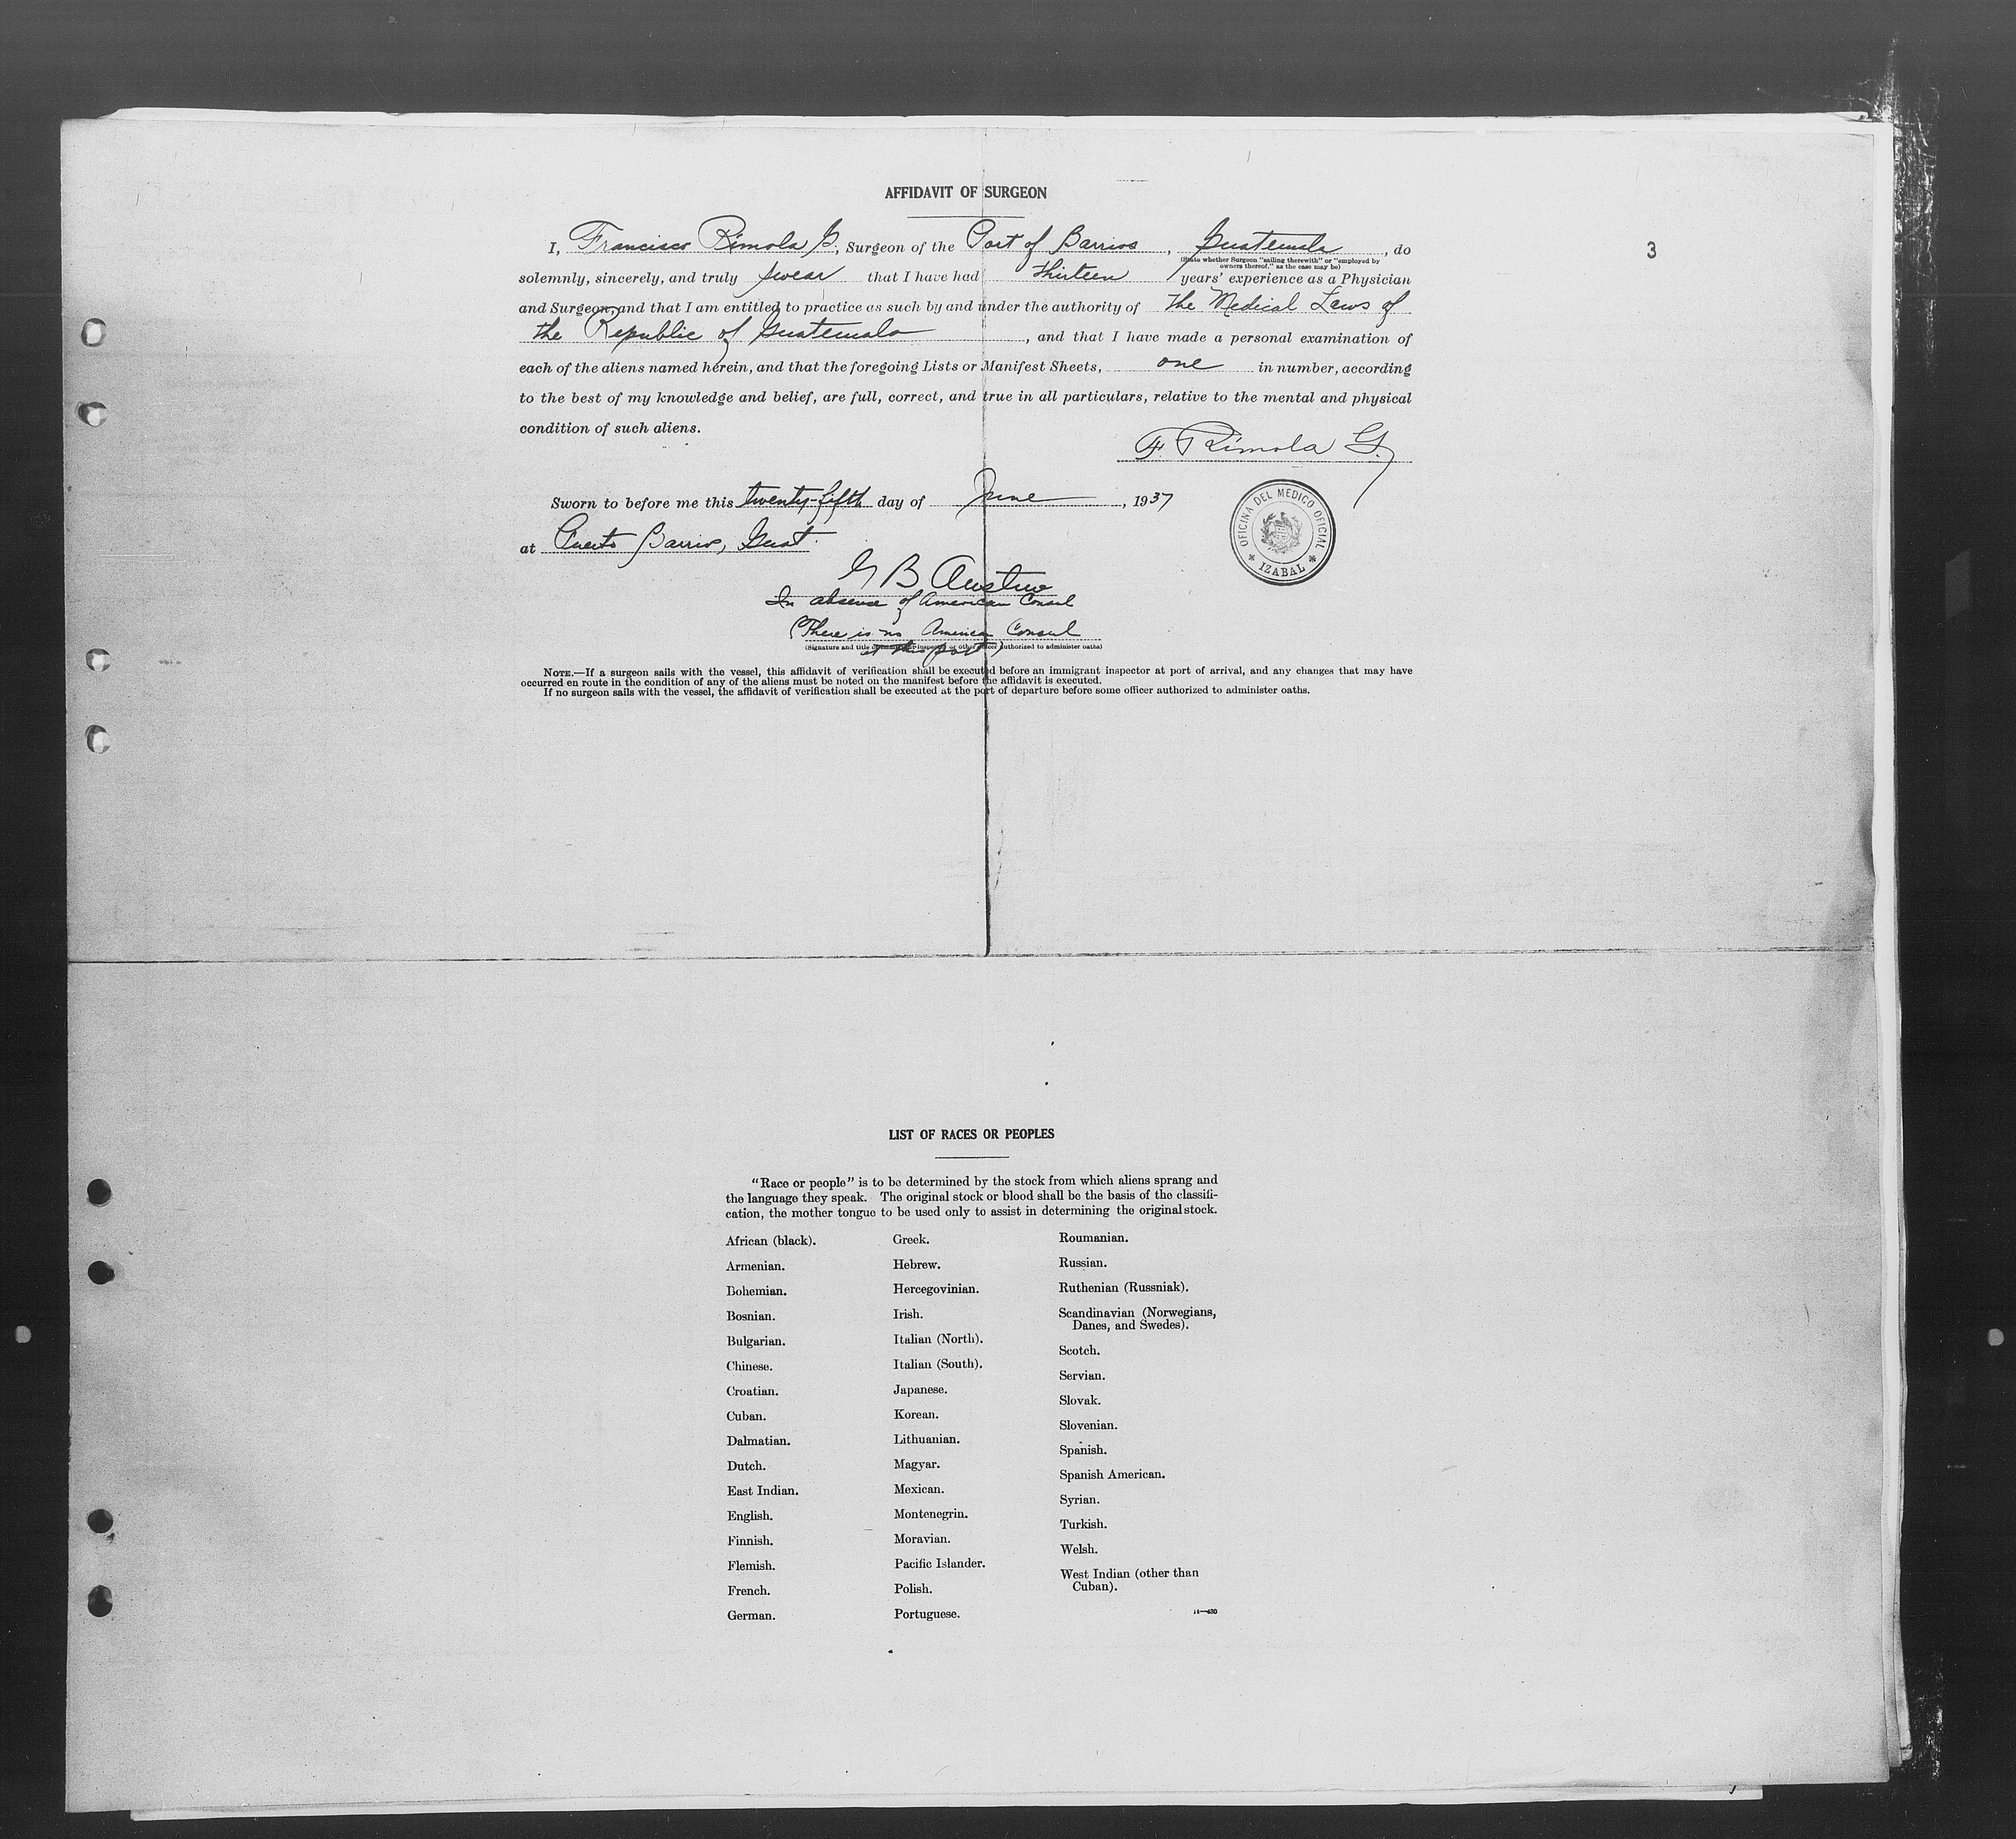 AFFIDAVIT OF SURGEON
3
I, Francisco Rimola G, Surgeon of the Port of Barrios, Guatemala, do
(State whether Surgeon "sailing therewith" or "employed by
owners thereof," as the case may be)
solemnly, sincerely, and truly swear that I have had thirteen years' experience as a Physician
and Surgeon, and that I am entitled to practice as such by and under the authority of the Medical Laws of
the Republic of Guatemala, and that I have made a personal examination of
each of the aliens named herein, and that the foregoing Lists or Manifest Sheets, one in number, according
to the best of my knowledge and belief, are full, correct, and true in all particulars, relative to the mental and physical
condition of such aliens.
F. Rimola G.
Sworn to before me this twenty-fifth day of June, 1937
at Puerto Barrios, Guat.
OFICINA DEL MEDICO OFICIAL
IZABAL
G B Austin
In absence of American Consul
(There is no American Consul
at this port)
(Signature and title of immigrant inspector or other officer authorized to administer oaths)
NOTE.—If a surgeon sails with the vessel, this affidavit of verification shall be executed before an immigrant inspector at port of arrival, and any changes that may have
occurred en route in the condition of any of the aliens must be noted on the manifest before the affidavit is executed.
If no surgeon sails with the vessel, the affidavit of verification shall be executed at the port of departure before some officer authorized to administer oaths.
LIST OF RACES OR PEOPLES
"Race or people" is to be determined by the stock from which aliens sprang and
the language they speak. The original stock or blood shall be the basis of the classifi-
cation, the mother tongue to be used only to assist in determining the original stock.
African (black).
Armenian.
Bohemian.
Bosnian.
Bulgarian.
Chinese.
Croatian.
Cuban.
Dalmatian.
Dutch.
East Indian.
English.
Finnish.
Flemish.
French.
German.
Greek.
Hebrew.
Hercegovinian.
Irish.
Italian (North).
Italian (South).
Japanese.
Korean.
Lithuanian.
Magyar.
Mexican.
Montenegrin.
Moravian.
Pacific Islander.
Polish.
Portuguese.
Roumanian.
Russian.
Ruthenian (Russniak).
Scandinavian (Norwegians,
Danes, and Swedes).
Scotch.
Servian.
Slovak.
Slovenian.
Spanish.
Spanish American.
Syrian.
Turkish.
Welsh.
West Indian (other than
Cuban).